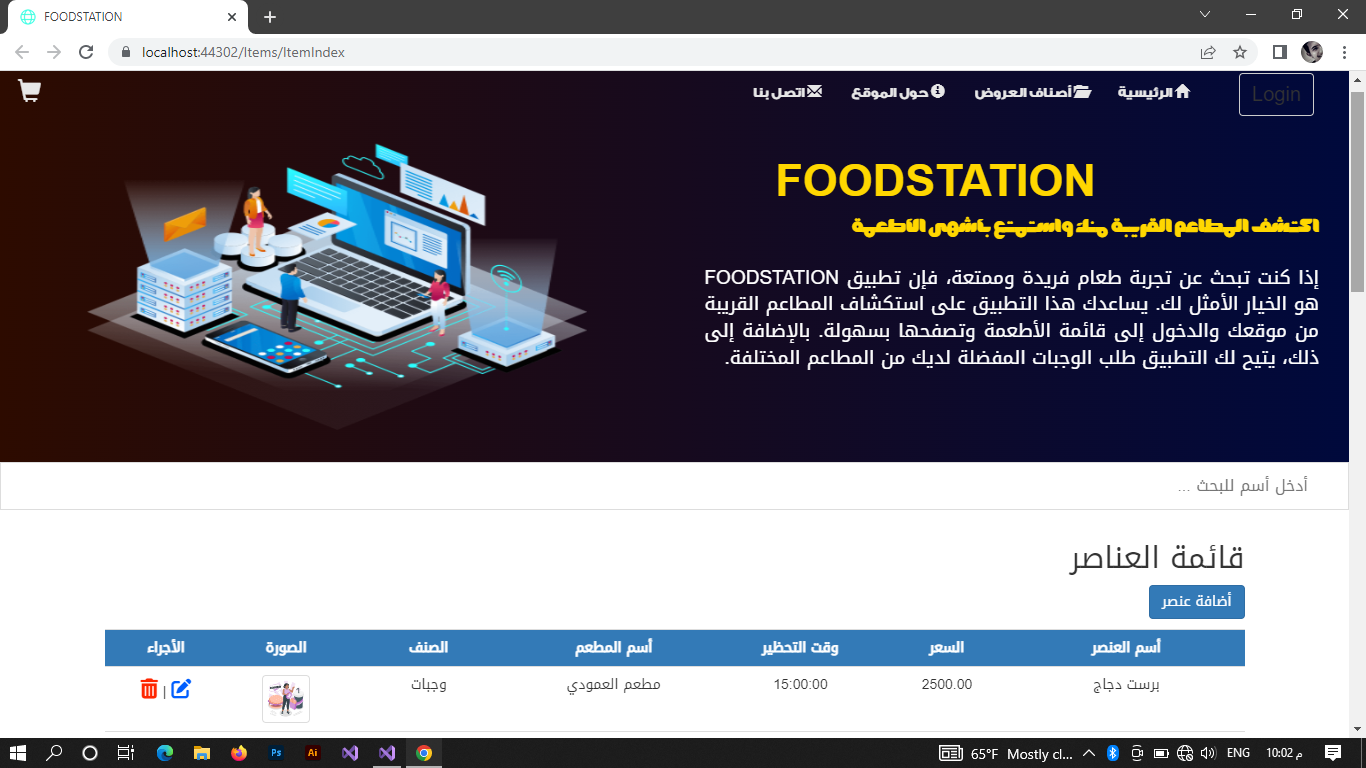 FOODSTATION
localhost:44302/Items/ItemIndex
Login
الرئيسية
أصناف العروض
حول الموقع
اتصل بنا
FOODSTATION
اكتشف المطاعم القريبة منك واستمتع بأشهى الأطعمة
إذا كنت تبحث عن تجربة طعام فريدة وممتعة، فإن تطبيق FOODSTATION
هو الخيار الأمثل لك. يساعدك هذا التطبيق على استكشاف المطاعم القريبة
من موقعك والدخول إلى قائمة الأطعمة وتصفحها بسهولة. بالإضافة إلى
ذلك، يتيح لك التطبيق طلب الوجبات المفضلة لديك من المطاعم المختلفة.
أدخل أسم للبحث ...
قائمة العناصر
أضافة عنصر
أسم العنصر السعر وقت التحظير أسم المطعم الصنف الصورة الأجراء
برست دجاج 2500.00 15:00:00 مطعم العمودي وجبات |
65°F Mostly cl... ENG 10:02 م
Ps
Ai